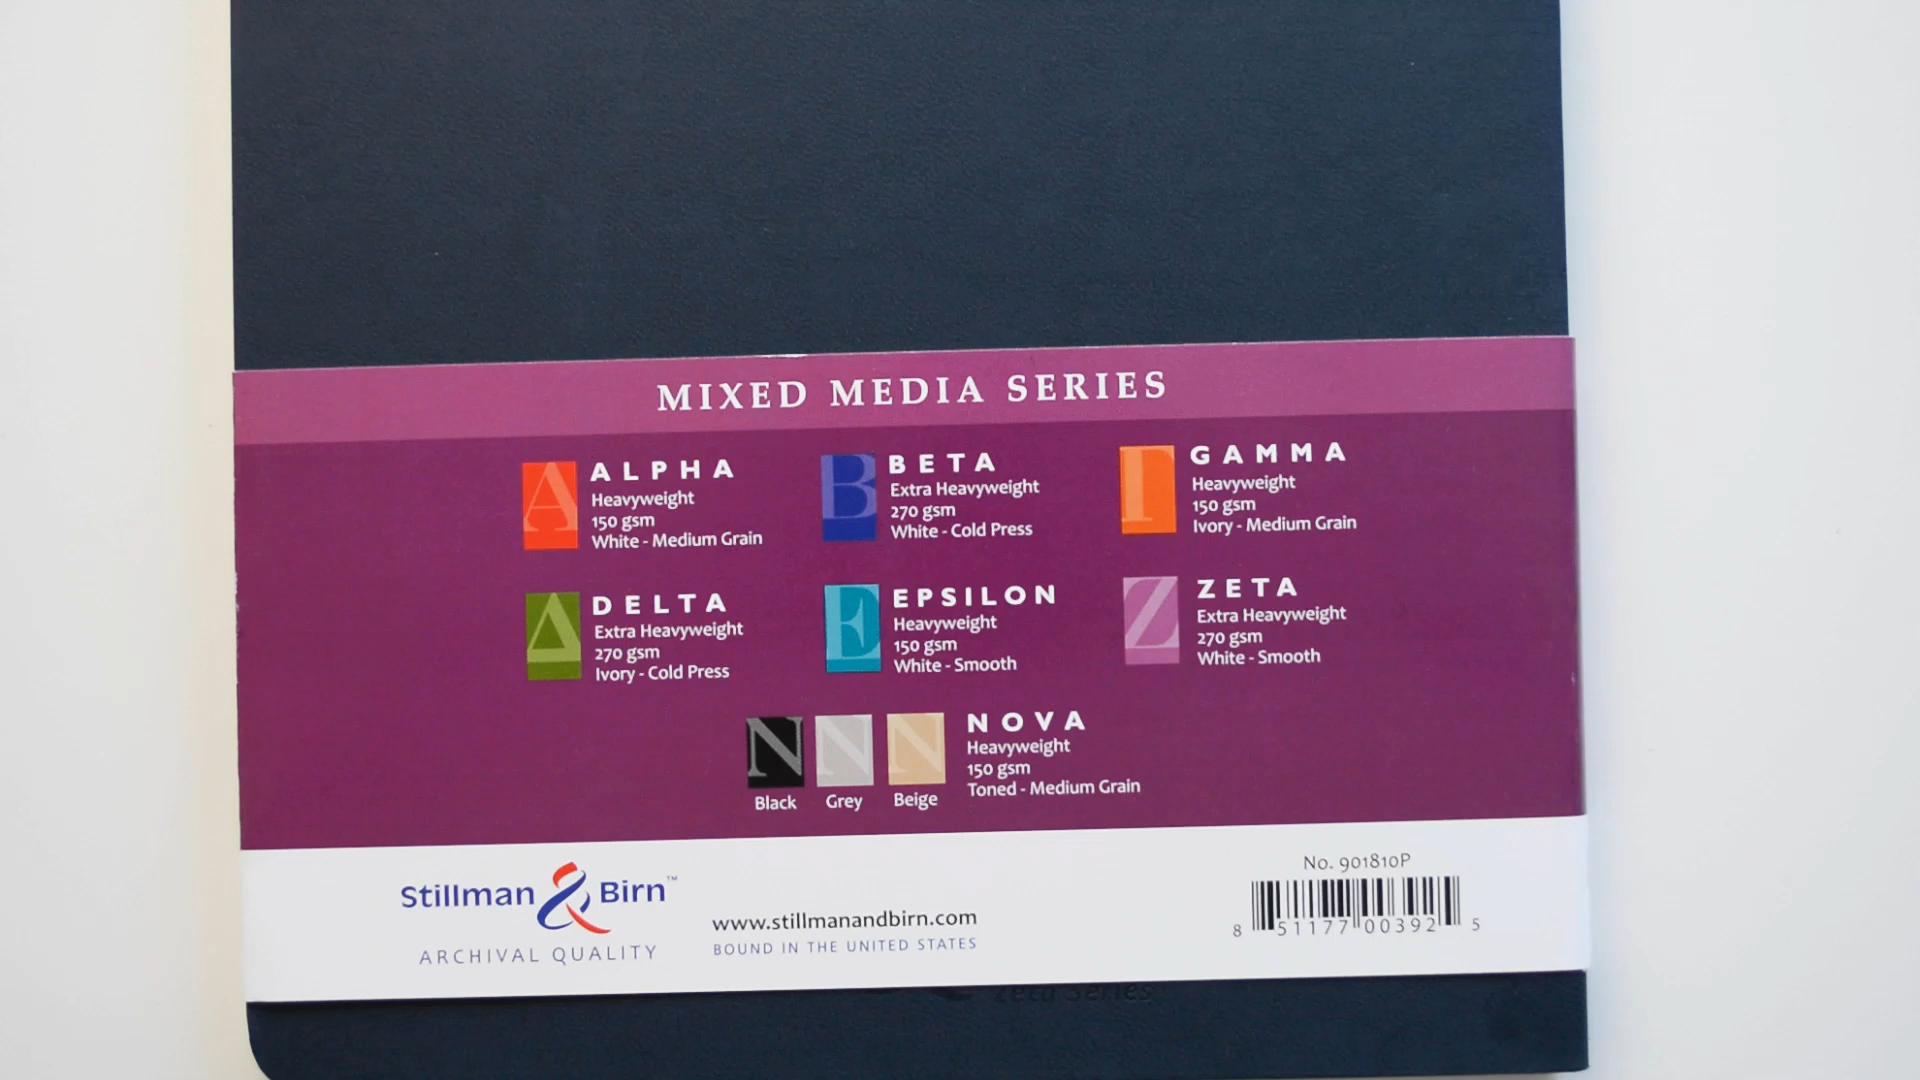 MIXED MEDIA SERIES
A
ALPHA
Heavyweight
150 gsm
White - Medium Grain
B
BETA
Extra Heavyweight
270 gsm
White - Cold Press
Γ
GAMMA
Heavyweight
150 gsm
Ivory - Medium Grain
Δ
DELTA
Extra Heavyweight
270 gsm
Ivory - Cold Press
E
EPSILON
Heavyweight
150 gsm
White - Smooth
Z
ZETA
Extra Heavyweight
270 gsm
White - Smooth
N N N
Black Grey Beige
NOVA
Heavyweight
150 gsm
Toned - Medium Grain
Stillman & Birn™
ARCHIVAL QUALITY
www.stillmanandbirn.com
BOUND IN THE UNITED STATES
No. 901810P
8 51177 00392 5
Zeta Series